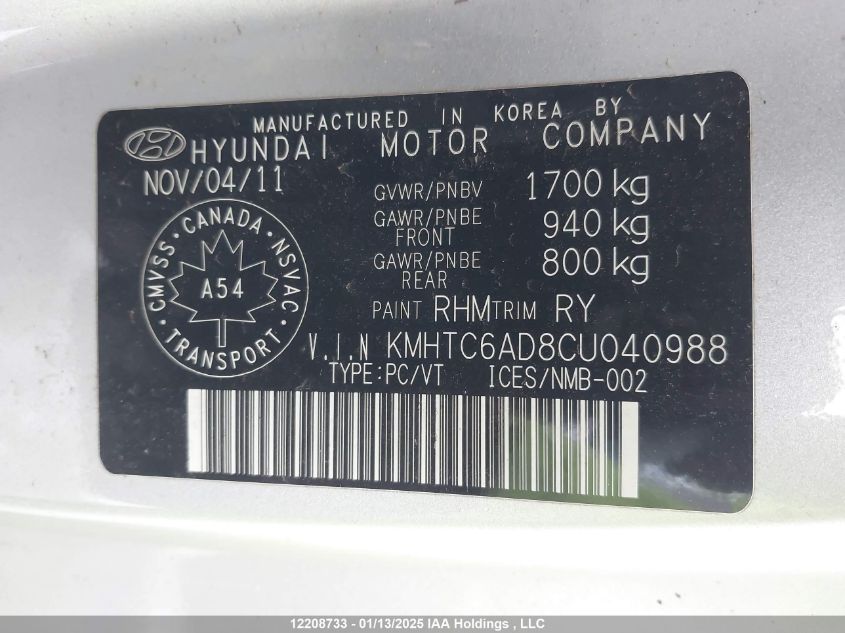 MANUFACTURED IN KOREA BY
HYUNDAI MOTOR COMPANY
NOV/04/11
GVWR/PNBV 1700 kg
GAWR/PNBE FRONT 940 kg
GAWR/PNBE REAR 800 kg
CMVSS · CANADA · NSVAC · TRANSPORT ·
A54
PAINT RHM TRIM RY
V.I.N KMHTC6AD8CU040988
TYPE:PC/VT ICES/NMB-002
12208733 - 01/13/2025 IAA Holdings , LLC